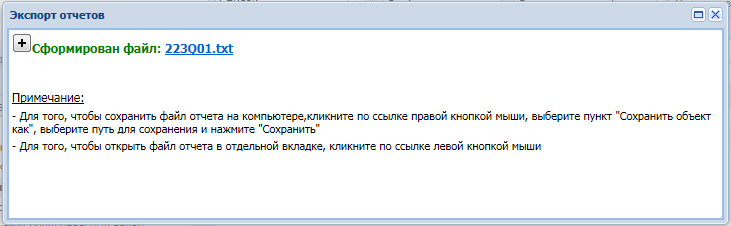 Экспорт отчетов
Сформирован файл: 223Q01.txt
Примечание:
- Для того, чтобы сохранить файл отчета на компьютере,кликните по ссылке правой кнопкой мыши, выберите пункт "Сохранить объект
как", выберите путь для сохранения и нажмите "Сохранить"
- Для того, чтобы открыть файл отчета в отдельной вкладке, кликните по ссылке левой кнопкой мыши